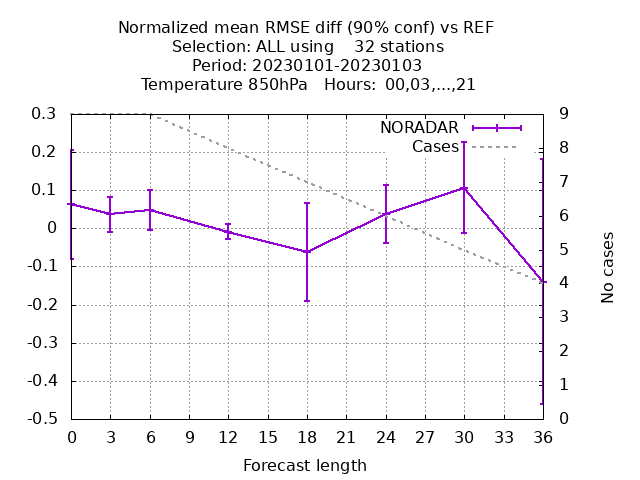 Normalized mean RMSE diff (90% conf) vs REF
Selection: ALL using    32 stations
Period: 20230101-20230103
Temperature 850hPa   Hours: 00,03,...,21
NORADAR
Cases
0.3
0.2
0.1
0
-0.1
-0.2
-0.3
-0.4
-0.5
9
8
7
6
5
4
3
2
1
0
No cases
0 3 6 9 12 15 18 21 24 27 30 33 36
Forecast length